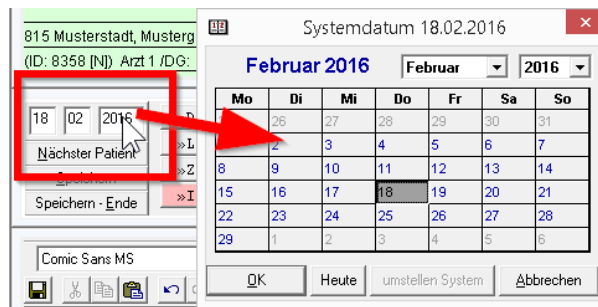 815 Musterstadt, Musterg
(ID: 8358 [N]) Arzt 1 /DG:
18 02 2016
Nächster Patient
»L
»Z
Speichern - Ende
»I
Comic Sans MS
Systemdatum 18.02.2016
Februar 2016 Februar 2016
Mo Di Mi Do Fr Sa So
26 27 28 29 30 31
2 3 4 5 6 7
8 9 10 11 12 13 14
15 16 17 18 19 20 21
22 23 24 25 26 27 28
29 1 2 3 4 5 6
OK Heute umstellen System Abbrechen